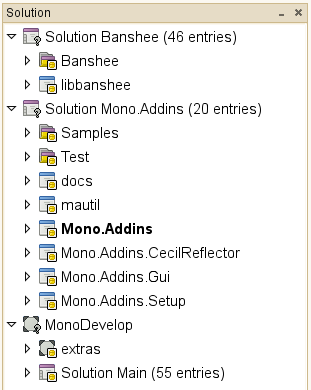 Solution
Solution Banshee (46 entries)
Banshee
libbanshee
Solution Mono.Addins (20 entries)
Samples
Test
docs
mautil
Mono.Addins
Mono.Addins.CecilReflector
Mono.Addins.Gui
Mono.Addins.Setup
MonoDevelop
extras
Solution Main (55 entries)